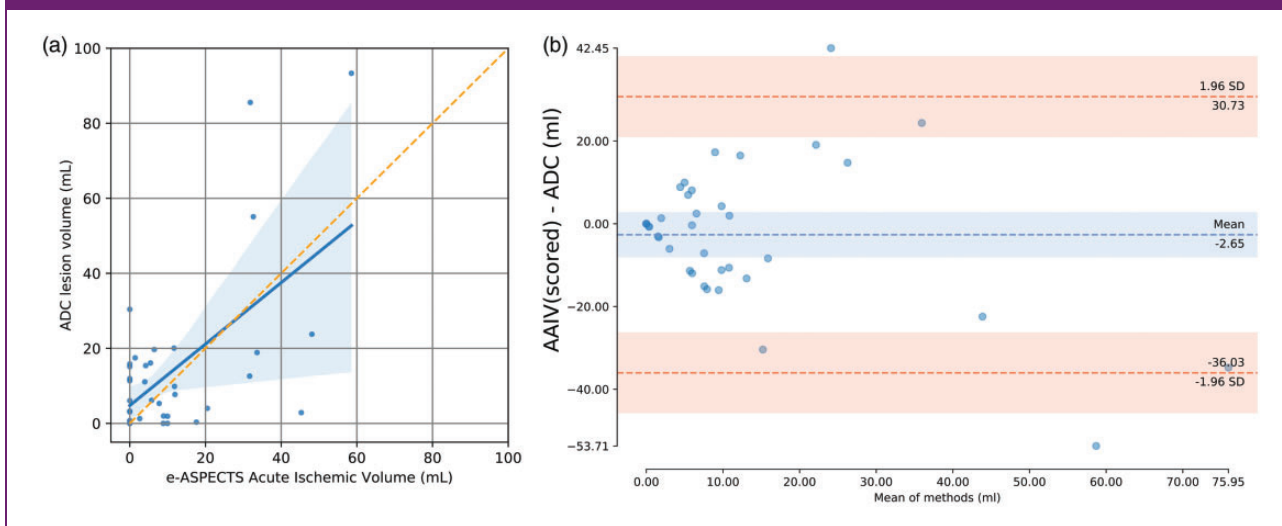 (a)
100
80
60
40
20
0
ADC lesion volume (mL)
0 20 40 60 80 100
e-ASPECTS Acute Ischemic Volume (mL)
(b)
42.45
20.00
0.00
−20.00
−40.00
−53.71
AAIV(scored) - ADC (ml)
1.96 SD
30.73
Mean
-2.65
-36.03
-1.96 SD
0.00 10.00 20.00 30.00 40.00 50.00 60.00 70.00 75.95
Mean of methods (ml)